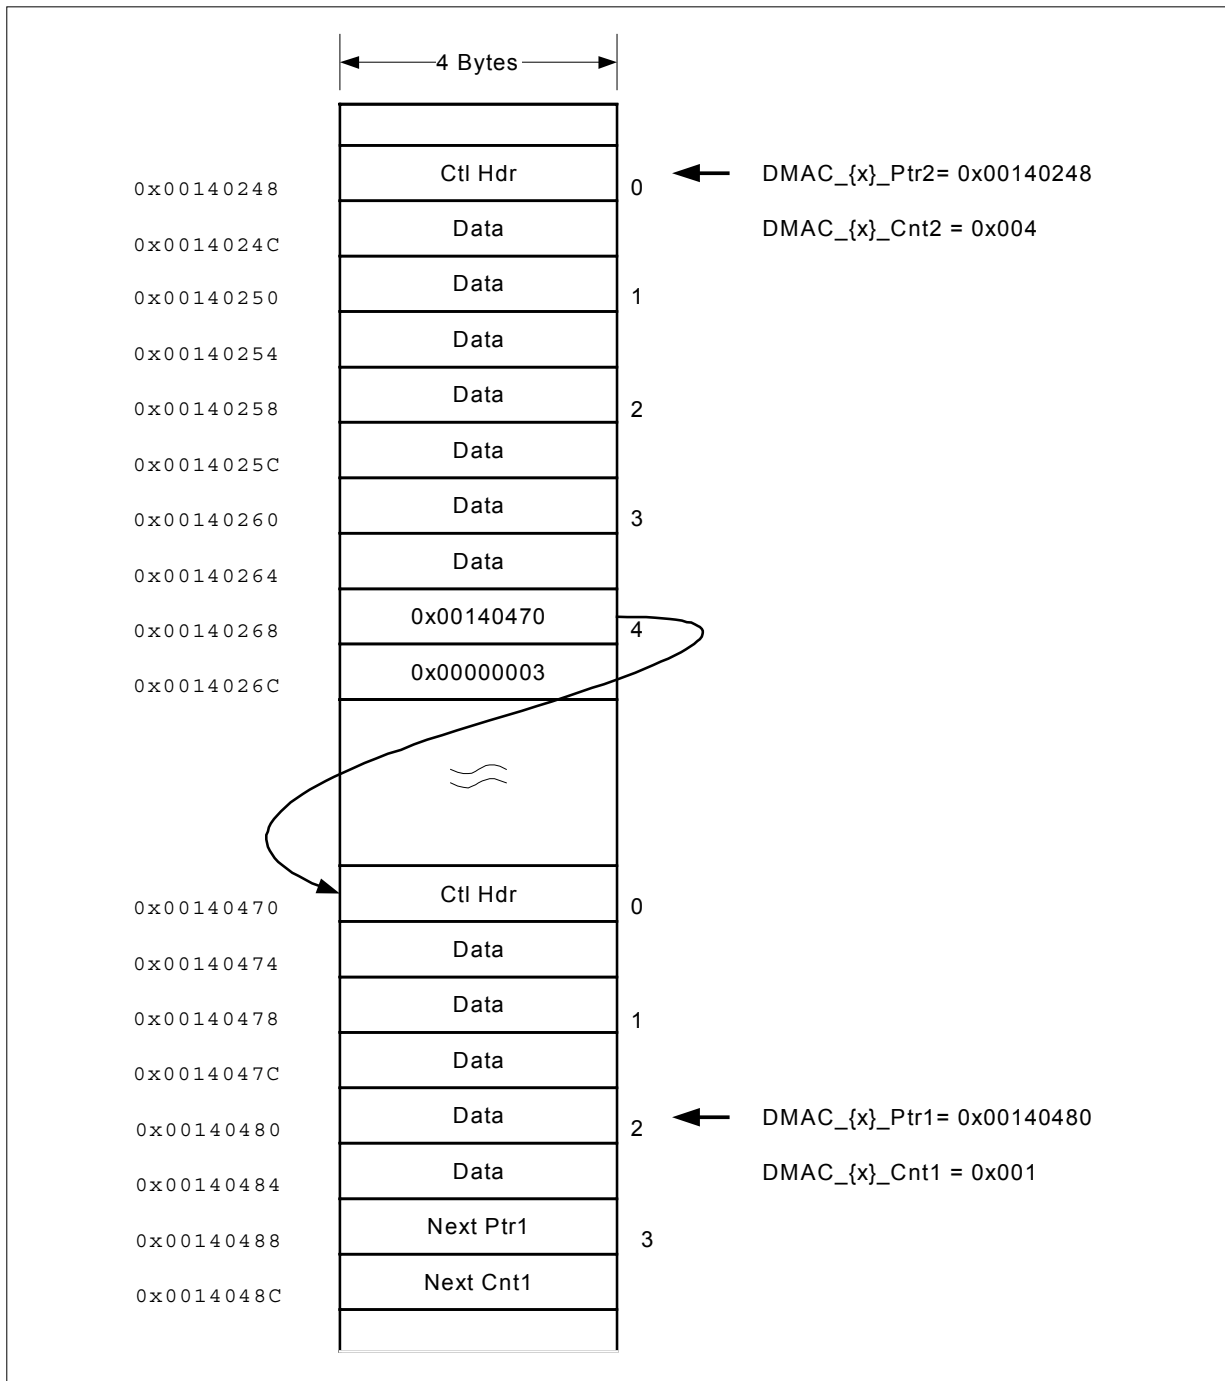 4 Bytes
0x00140248 Ctl Hdr 0 DMAC_{x}_Ptr2= 0x00140248
0x0014024C Data DMAC_{x}_Cnt2 = 0x004
0x00140250 Data 1
0x00140254 Data
0x00140258 Data 2
0x0014025C Data
0x00140260 Data 3
0x00140264 Data
0x00140268 0x00140470 4
0x0014026C 0x00000003
0x00140470 Ctl Hdr 0
0x00140474 Data
0x00140478 Data 1
0x0014047C Data
0x00140480 Data 2 DMAC_{x}_Ptr1= 0x00140480
0x00140484 Data DMAC_{x}_Cnt1 = 0x001
0x00140488 Next Ptr1 3
0x0014048C Next Cnt1